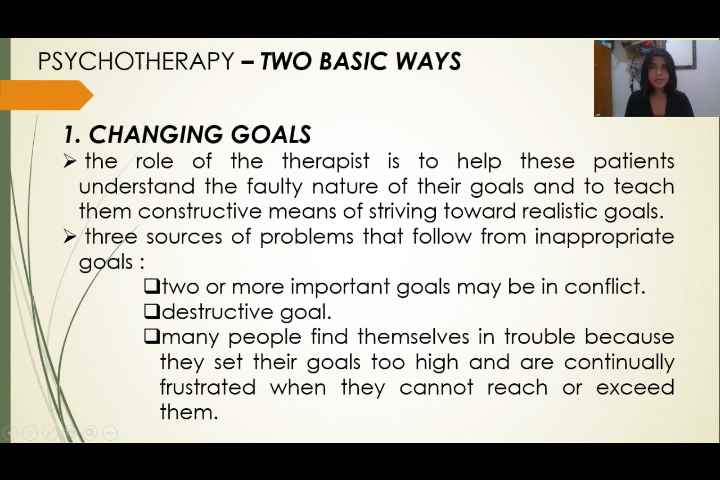 PSYCHOTHERAPY – TWO BASIC WAYS
1. CHANGING GOALS
➢ the role of the therapist is to help these patients
understand the faulty nature of their goals and to teach
them constructive means of striving toward realistic goals.
➢ three sources of problems that follow from inappropriate
goals :
❑two or more important goals may be in conflict.
❑destructive goal.
❑many people find themselves in trouble because
they set their goals too high and are continually
frustrated when they cannot reach or exceed
them.